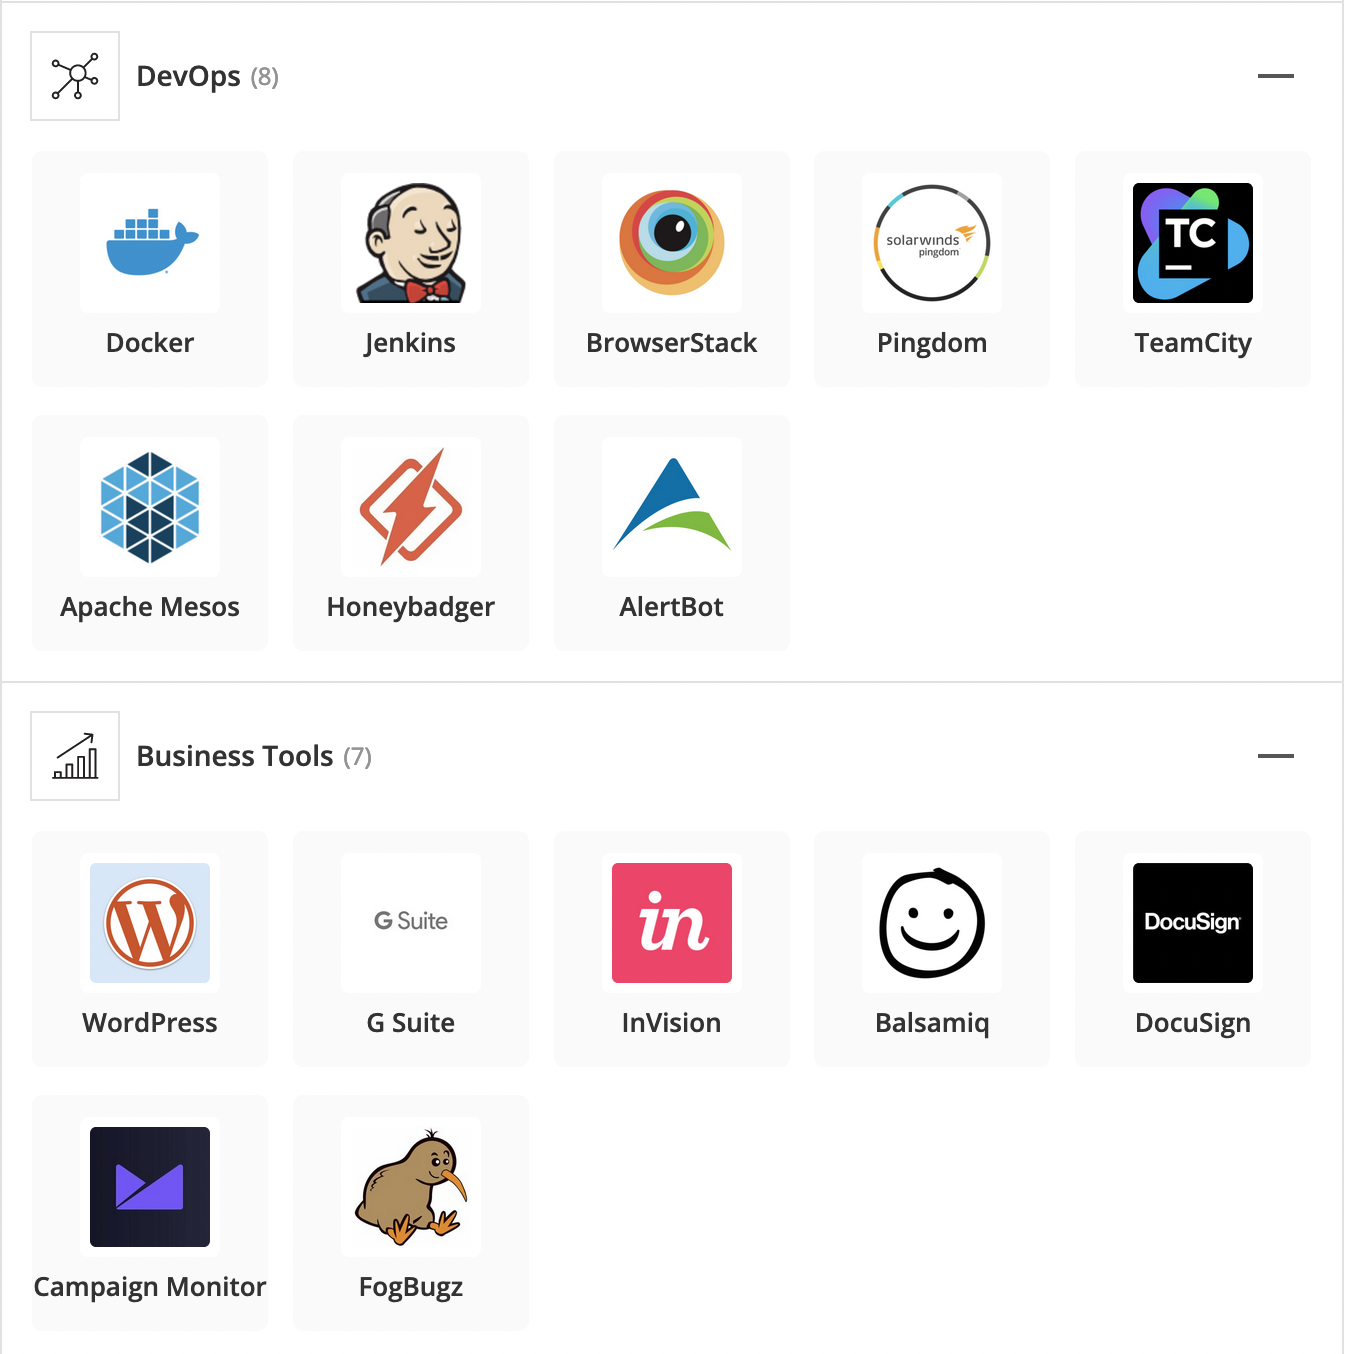 DevOps (8)
solarwinds
pingdom
TC
Docker
Jenkins
BrowserStack
Pingdom
TeamCity
Apache Mesos
Honeybadger
AlertBot
Business Tools (7)
W
G Suite
in
DocuSign
WordPress
G Suite
InVision
Balsamiq
DocuSign
Campaign Monitor
FogBugz